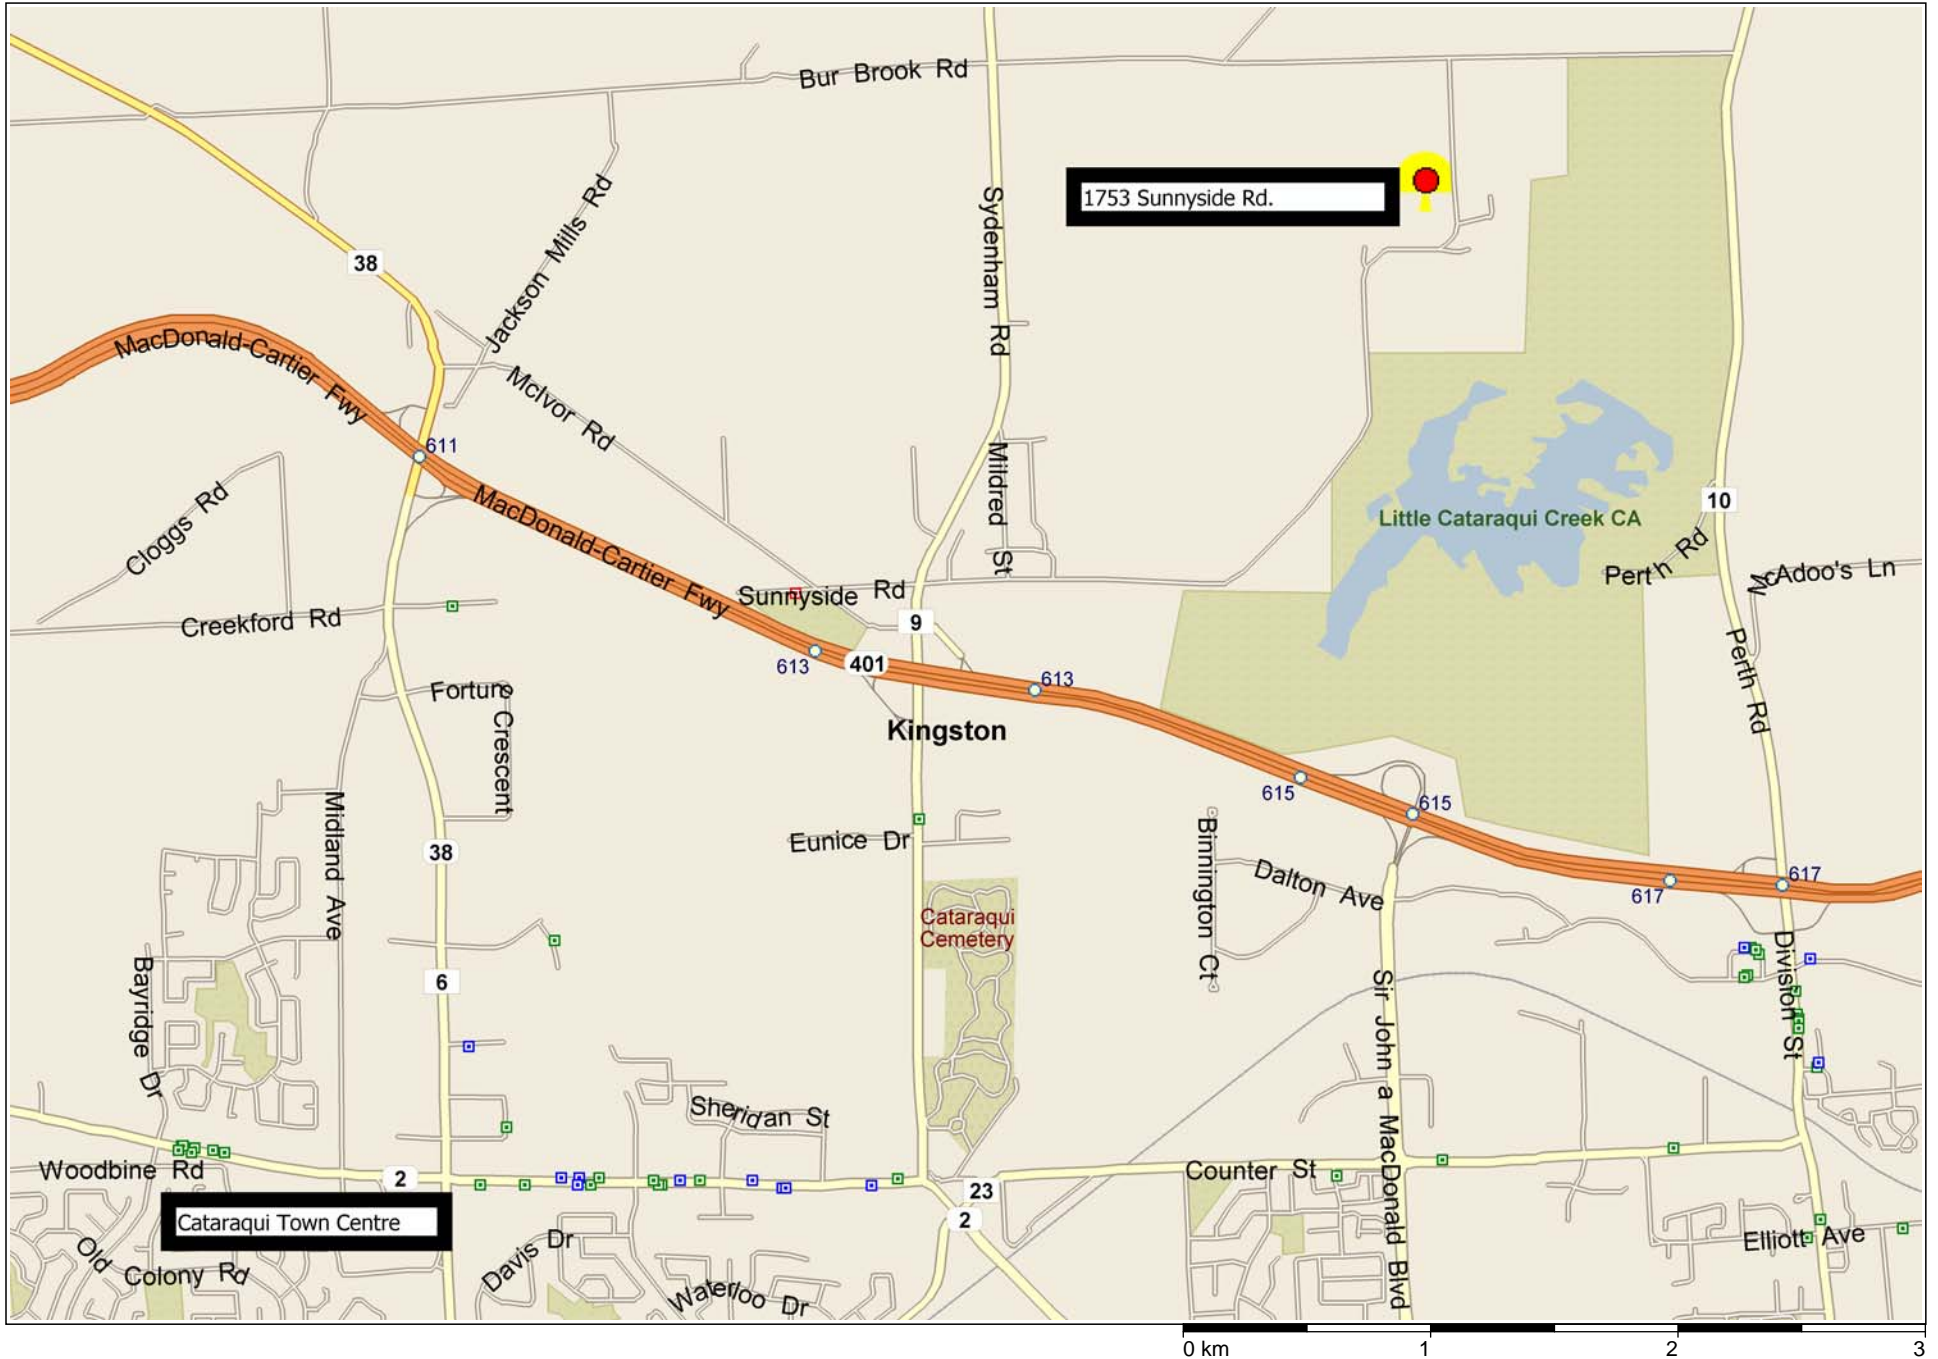 Bur Brook Rd
1753 Sunnyside Rd.
Sydenham Rd
38
Jackson Mills Rd
MacDonald-Cartier Fwy
McIvor Rd
611
Mildred St
Cloggs Rd
MacDonald-Cartier Fwy
10
Little Cataraqui Creek CA
Perth Rd
McAdoo's Ln
Sunnyside Rd
Creekford Rd
9
613
401
613
Perth Rd
Fortune Crescent
Kingston
615
615
Midland Ave
38
Eunice Dr
Binnington Ct
Dalton Ave
617
617
Cataraqui
Cemetery
Bayridge Dr
6
Sir John a MacDonald Blvd
Division St
Sheridan St
Woodbine Rd
2
Counter St
23
2
Cataraqui Town Centre
Old Colony Rd
Davis Dr
Waterloo Dr
Elliott Ave
0 km 1 2 3